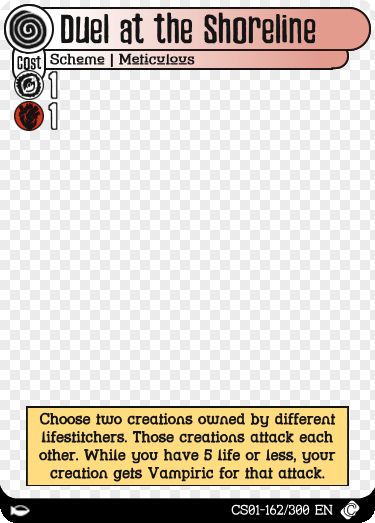 Duel at the Shoreline
Cost
Scheme | Meticulous
1
1
Choose two creations owned by different
lifestitchers. Those creations attack each
other. While you have 5 life or less, your
creation gets Vampiric for that attack.
CS01-162/300 EN